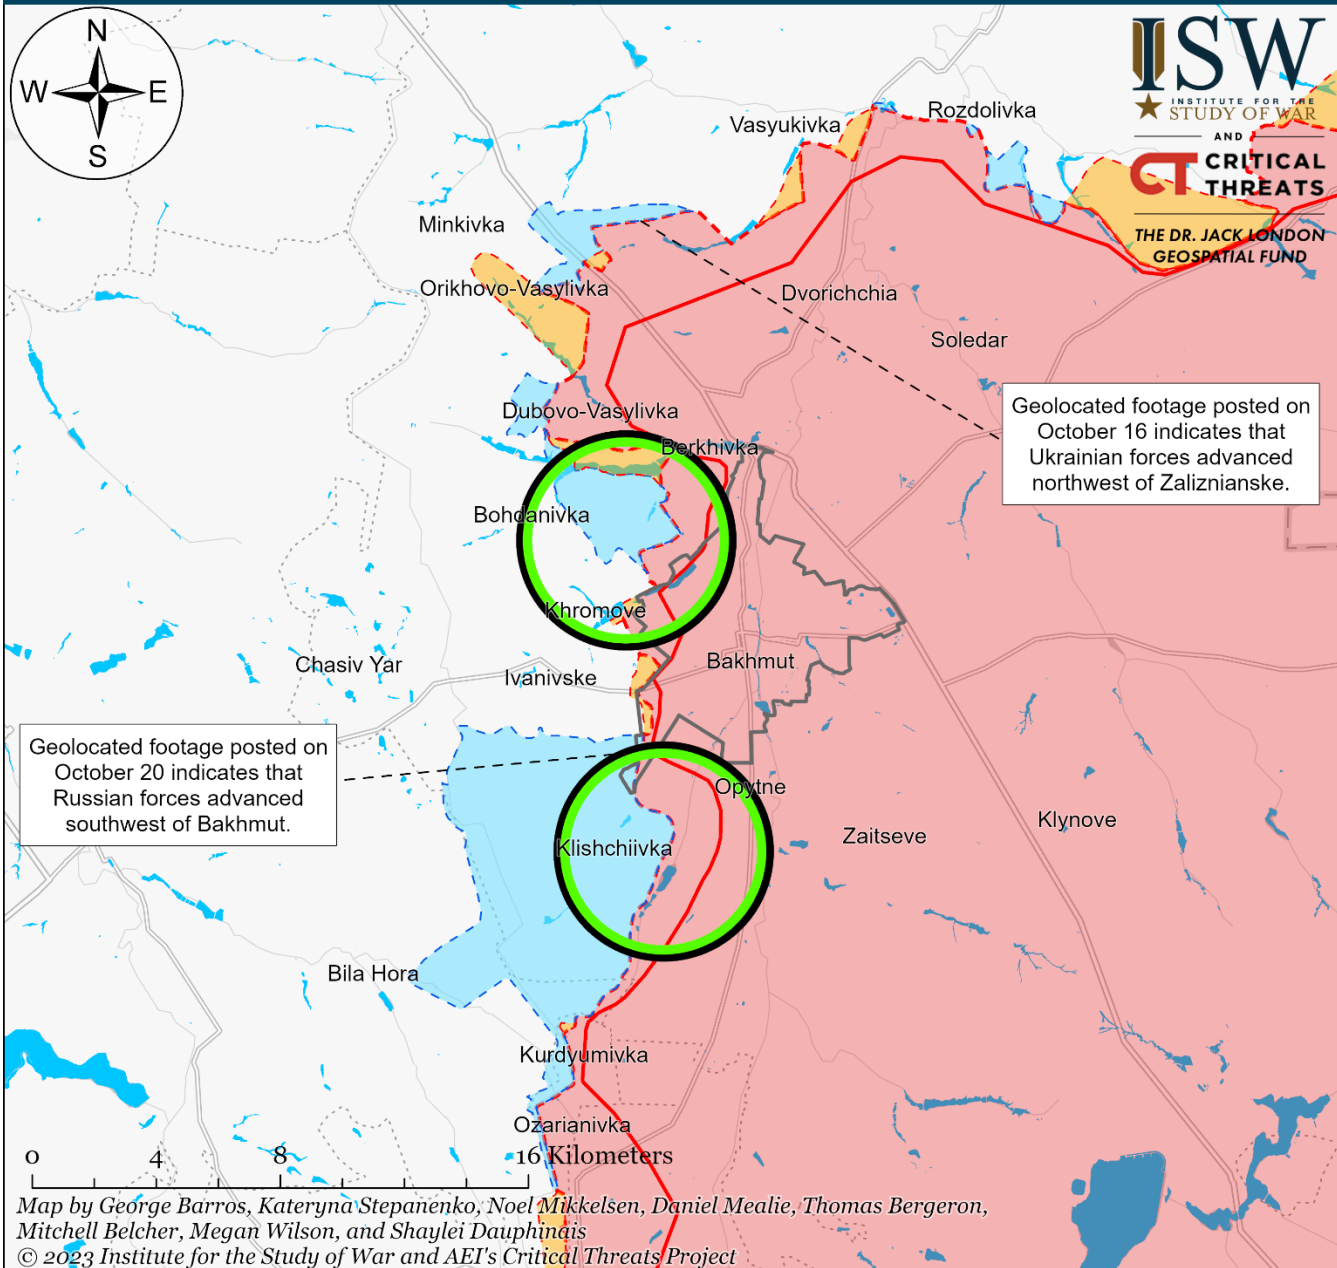 N
W E
S
ISW
INSTITUTE FOR THE
STUDY OF WAR
AND
CT CRITICAL
THREATS
THE DR. JACK LONDON
GEOSPATIAL FUND
Rozdolivka
Vasyukivka
Minkivka
Orikhovo-Vasylivka
Dvorichchia
Soledar
Geolocated footage posted on
October 16 indicates that
Ukrainian forces advanced
northwest of Zaliznianske.
Dubovo-Vasylivka
Berkhivka
Bohdanivka
Khromove
Chasiv Yar
Ivanivske
Bakhmut
Geolocated footage posted on
October 20 indicates that
Russian forces advanced
southwest of Bakhmut.
Opytne
Klishchiivka
Zaitseve
Klynove
Bila Hora
Kurdyumivka
Ozarianivka
0 4 8 16 Kilometers
Map by George Barros, Kateryna Stepanenko, Noel Mikkelsen, Daniel Mealie, Thomas Bergeron,
Mitchell Belcher, Megan Wilson, and Shaylei Dauphinais
© 2023 Institute for the Study of War and AEI's Critical Threats Project